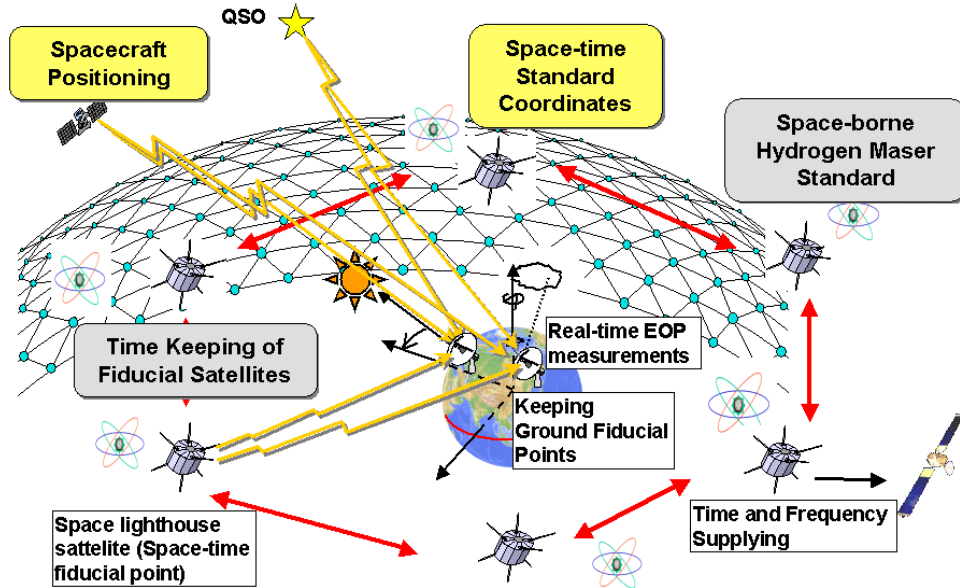 QSO
Spacecraft
Positioning
Space-time
Standard
Coordinates
Space-borne
Hydrogen Maser
Standard
Time Keeping of
Fiducial Satellites
Real-time EOP
measurements
Keeping
Ground Fiducial
Points
Space lighthouse
sattelite (Space-time
fiducial point)
Time and Frequency
Supplying